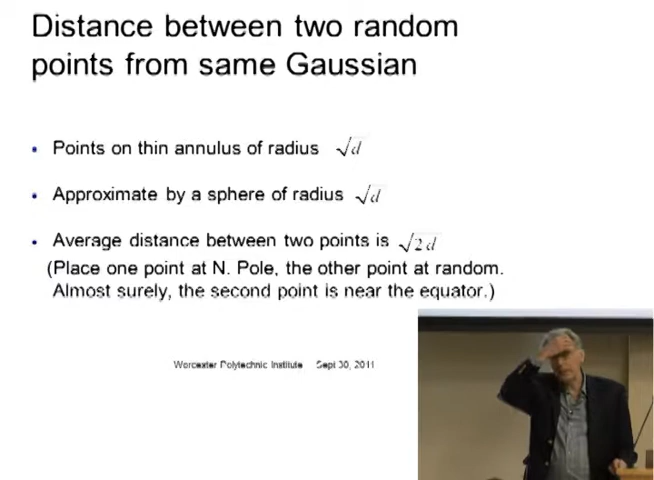 Distance between two random
points from same Gaussian
• Points on thin annulus of radius √d
• Approximate by a sphere of radius √d
• Average distance between two points is √2d
(Place one point at N. Pole, the other point at random.
Almost surely, the second point is near the equator.)
Worcester Polytechnic Institute Sept 30, 2011